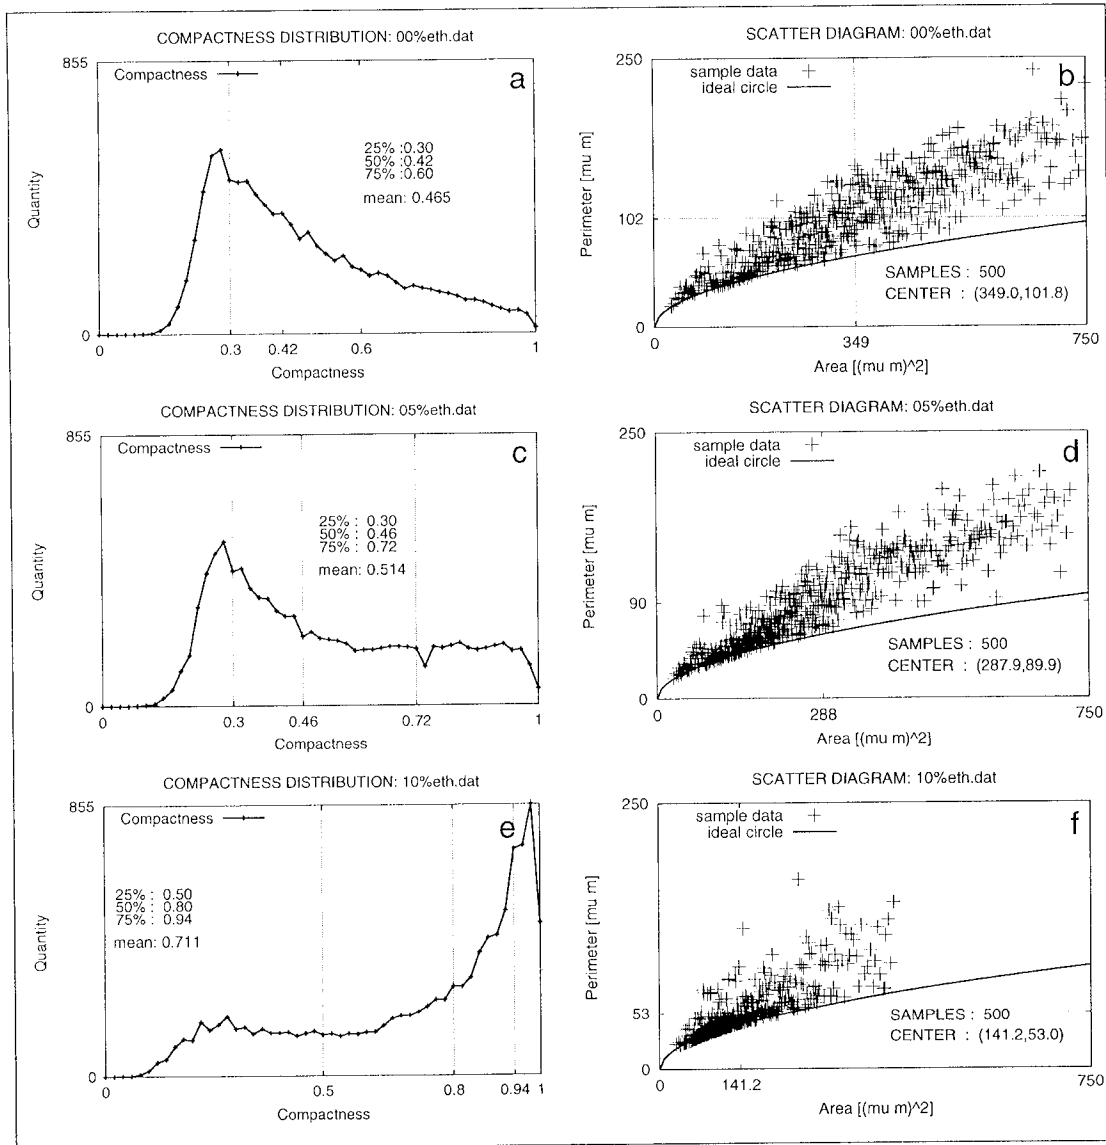 COMPACTNESS DISTRIBUTION: 00%eth.dat
855
Compactness
a
25% :0.30
50% :0.42
75% :0.60
mean: 0.465
Quantity
0
0 0.3 0.42 0.6 1
Compactness
SCATTER DIAGRAM: 00%eth.dat
250
sample data
ideal circle
b
Perimeter [mu m]
102
SAMPLES : 500
CENTER : (349.0,101.8)
0
0 349 750
Area [(mu m)^2]
COMPACTNESS DISTRIBUTION: 05%eth.dat
855
Compactness
c
25% : 0.30
50% : 0.46
75% : 0.72
mean: 0.514
Quantity
0
0 0.3 0.46 0.72 1
Compactness
SCATTER DIAGRAM: 05%eth.dat
250
sample data
ideal circle
d
Perimeter [mu m]
90
SAMPLES : 500
CENTER : (287.9,89.9)
0
0 288 750
Area [(mu m)^2]
COMPACTNESS DISTRIBUTION: 10%eth.dat
855
Compactness
e
25% : 0.50
50% : 0.80
75% : 0.94
mean: 0.711
Quantity
0
0 0.5 0.8 0.94 1
Compactness
SCATTER DIAGRAM: 10%eth.dat
250
sample data
ideal circle
f
Perimeter [mu m]
53
SAMPLES : 500
CENTER : (141.2,53.0)
0
0 141.2 750
Area [(mu m)^2]